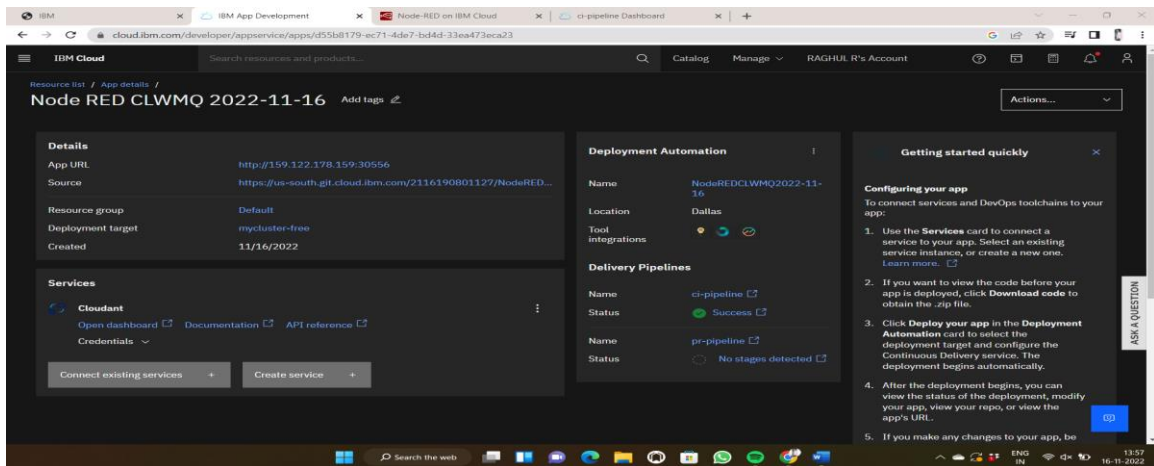 IBM
IBM App Development
Node-RED on IBM Cloud
ci-pipeline Dashboard
cloud.ibm.com/developer/appservice/apps/d55b8179-ec71-4de7-bd4d-33ea473eca23
IBM Cloud
Search resources and products...
Catalog
Manage
RAGHUL R's Account
Resource list / App details /
Node RED CLWMQ 2022-11-16
Add tags
Actions...
Details
App URL
http://159.122.178.159:30556
Source
https://us-south.git.cloud.ibm.com/2116190801127/NodeRED...
Resource group
Default
Deployment target
mycluster-free
Created
11/16/2022
Services
Cloudant
Open dashboard
Documentation
API reference
Credentials
Connect existing services +
Create service +
Deployment Automation
Name
NodeREDCLWMQ2022-11-
16
Location
Dallas
Tool
integrations
Delivery Pipelines
Name
ci-pipeline
Status
Success
Name
pr-pipeline
Status
No stages detected
Getting started quickly
Configuring your app
To connect services and DevOps toolchains to your
app:
1. Use the Services card to connect a
service to your app. Select an existing
service instance, or create a new one.
Learn more.
2. If you want to view the code before your
app is deployed, click Download code to
obtain the .zip file.
3. Click Deploy your app in the Deployment
Automation card to select the
deployment target and configure the
Continuous Delivery service. The
deployment begins automatically.
4. After the deployment begins, you can
view the status of the deployment, modify
your app, view your repo, or view the
app's URL.
5. If you make any changes to your app, be
ASK A QUESTION
Search the web
ENG
IN
13:57
16-11-2022